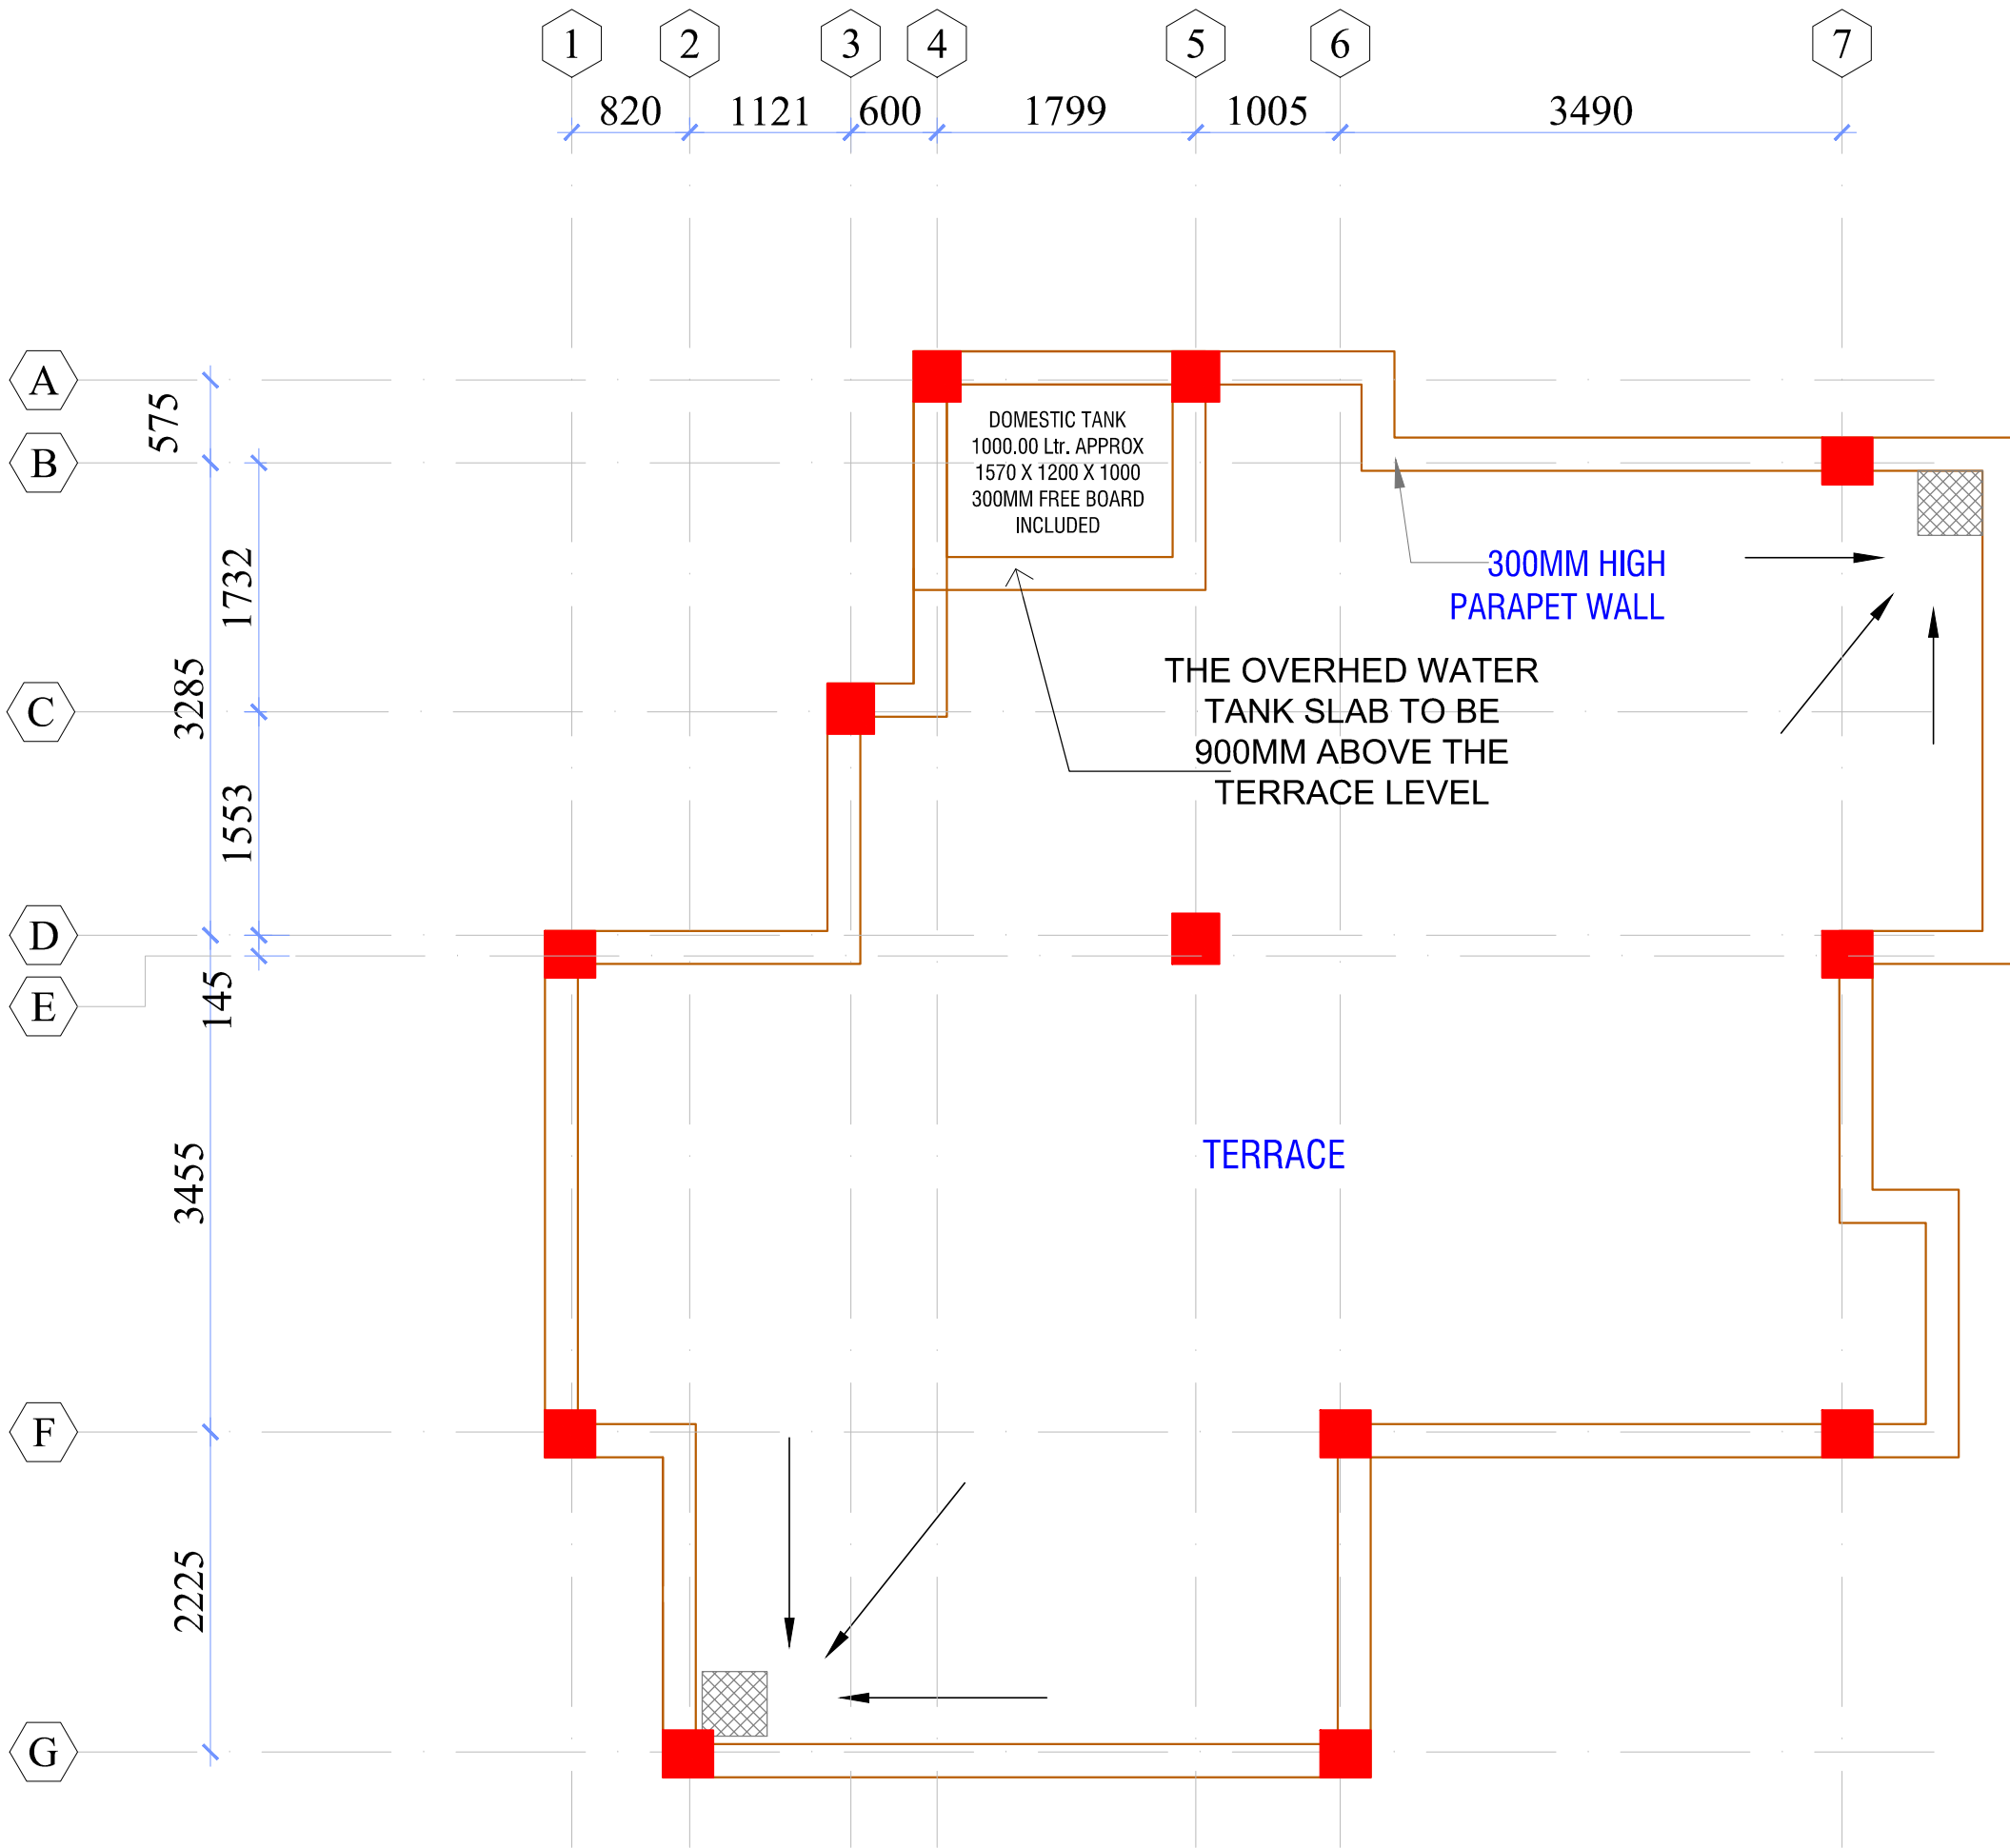 1 2 3 4 5 6 7
820 1121 600 1799 1005 3490
A
575
B
1732
3285
C
1553
D
E
145
3455
F
2225
G
DOMESTIC TANK
1000.00 Ltr. APPROX
1570 X 1200 X 1000
300MM FREE BOARD
INCLUDED
300MM HIGH
PARAPET WALL
THE OVERHED WATER
TANK SLAB TO BE
900MM ABOVE THE
TERRACE LEVEL
TERRACE